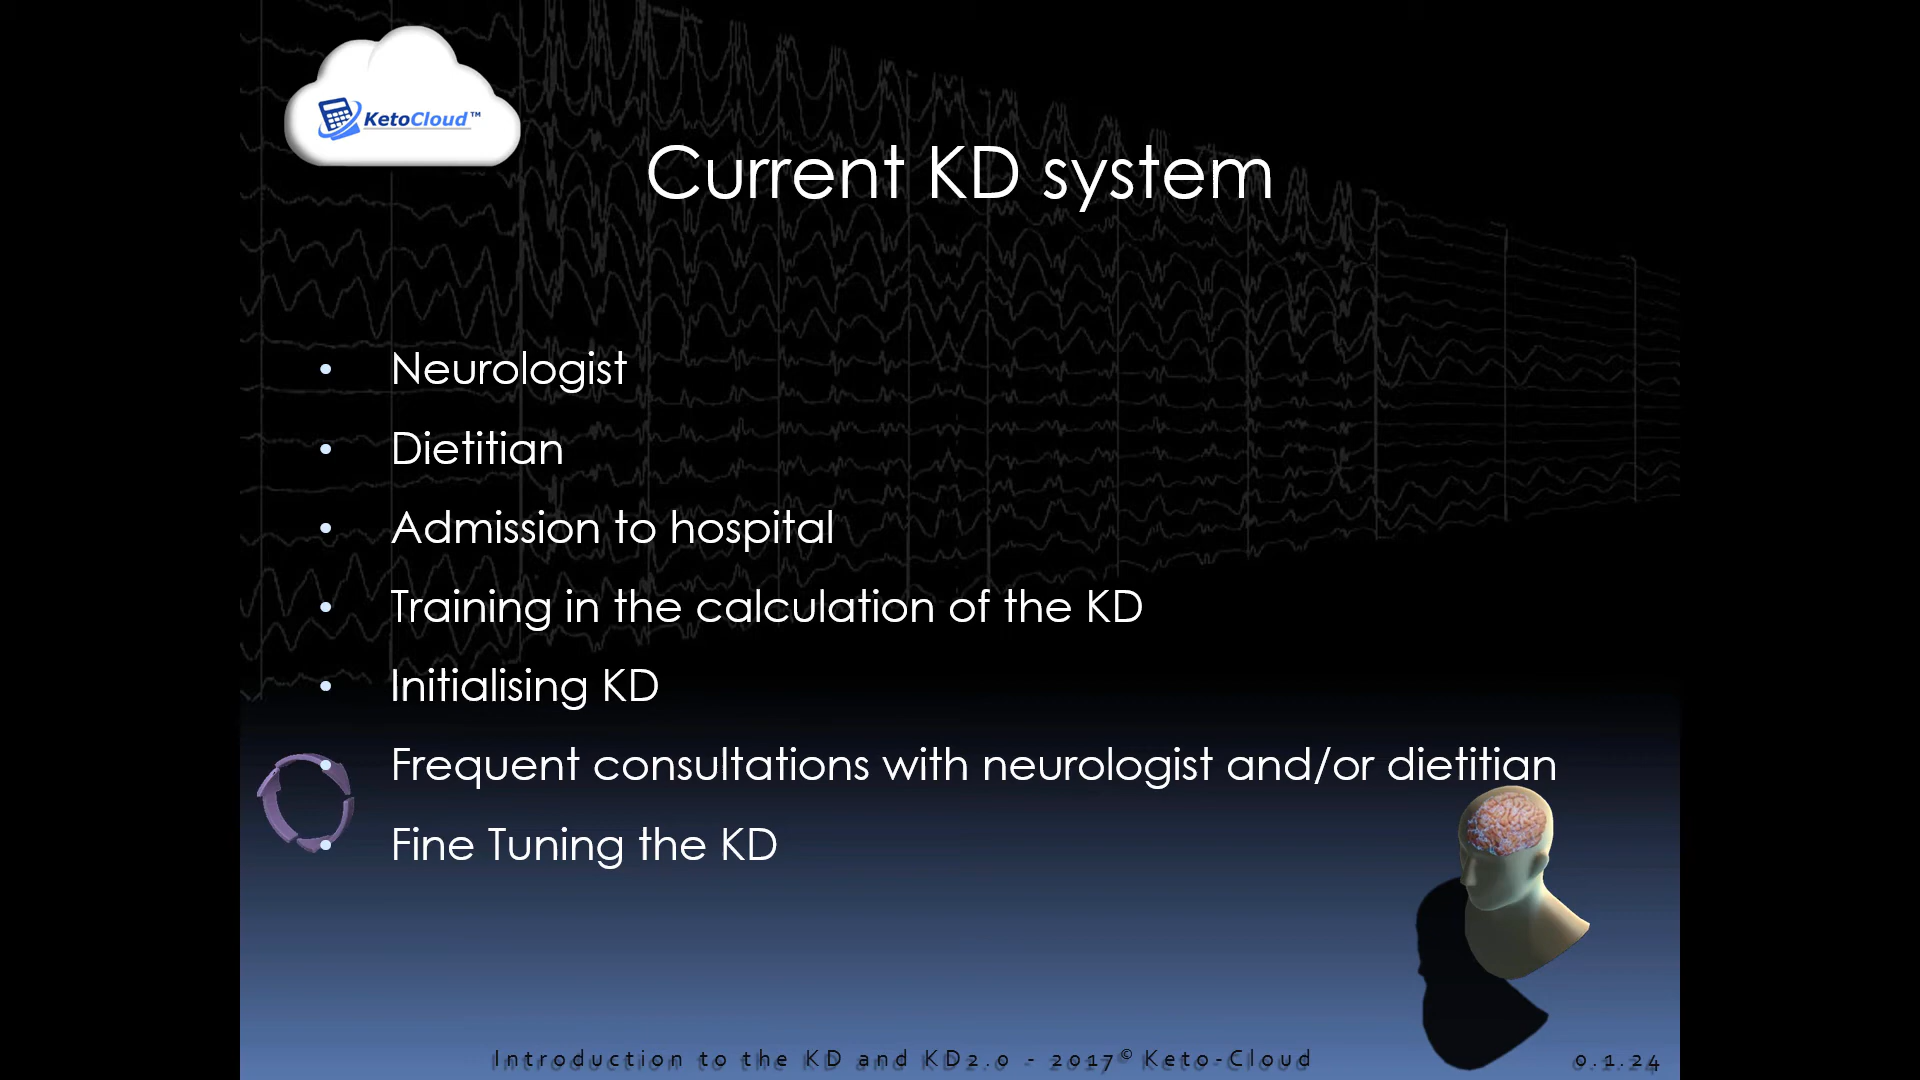 KetoCloud™
Current KD system
• Neurologist
• Dietitian
• Admission to hospital
• Training in the calculation of the KD
• Initialising KD
• Frequent consultations with neurologist and/or dietitian
• Fine Tuning the KD
Introduction to the KD and KD2.0 - 2017© Keto-Cloud
0.1.24